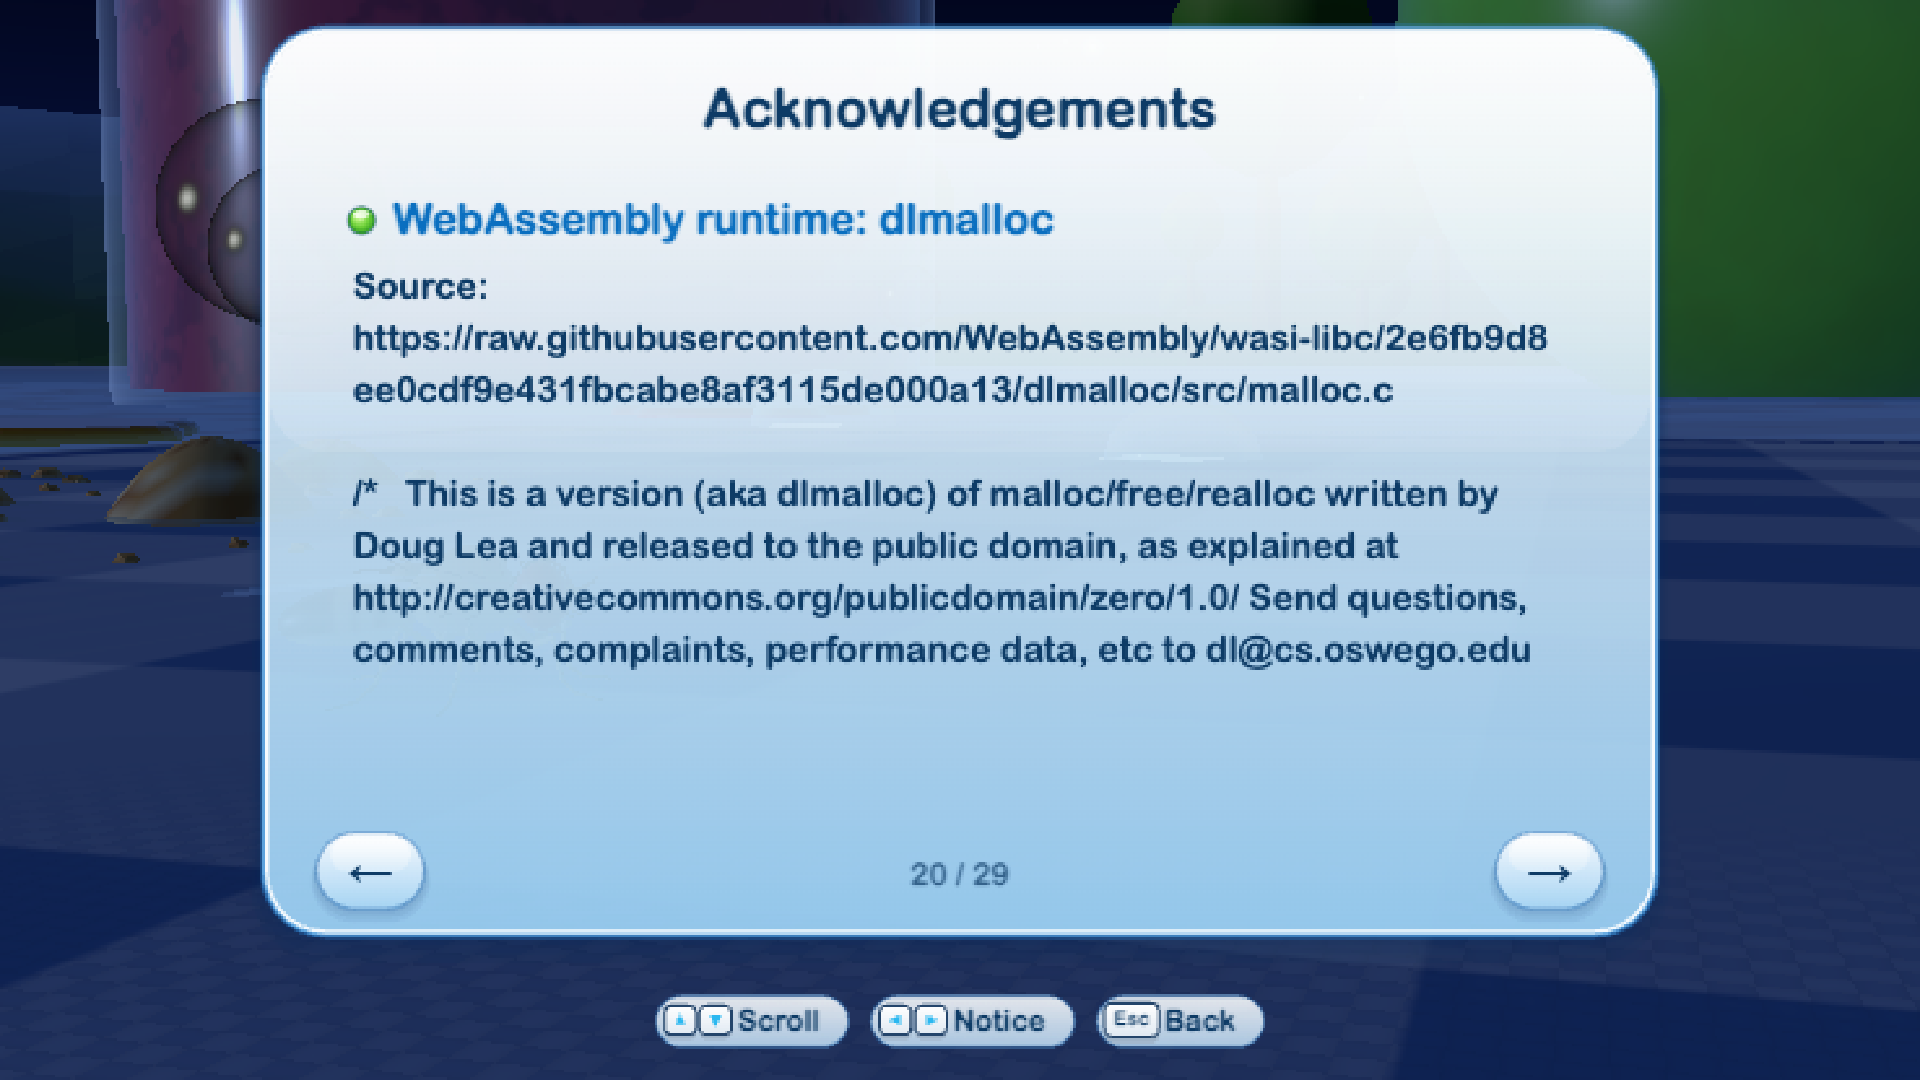 Acknowledgements
WebAssembly runtime: dlmalloc
Source:
https://raw.githubusercontent.com/WebAssembly/wasi-libc/2e6fb9d8
ee0cdf9e431fbcabe8af3115de000a13/dlmalloc/src/malloc.c
/*   This is a version (aka dlmalloc) of malloc/free/realloc written by
Doug Lea and released to the public domain, as explained at
http://creativecommons.org/publicdomain/zero/1.0/ Send questions,
comments, complaints, performance data, etc to dl@cs.oswego.edu
← 20 / 29 →
Scroll Notice Esc Back